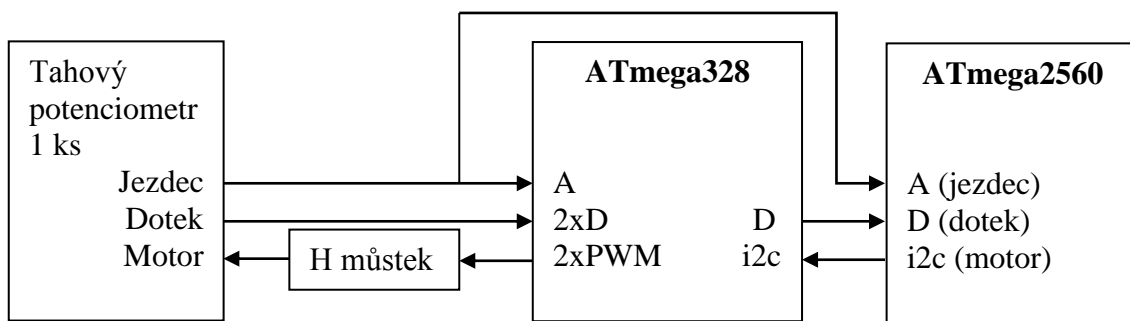 Tahový
potenciometr
1 ks
Jezdec
Dotek
Motor
H můstek
ATmega328
A
2xD
2xPWM
D
i2c
ATmega2560
A (jezdec)
D (dotek)
i2c (motor)